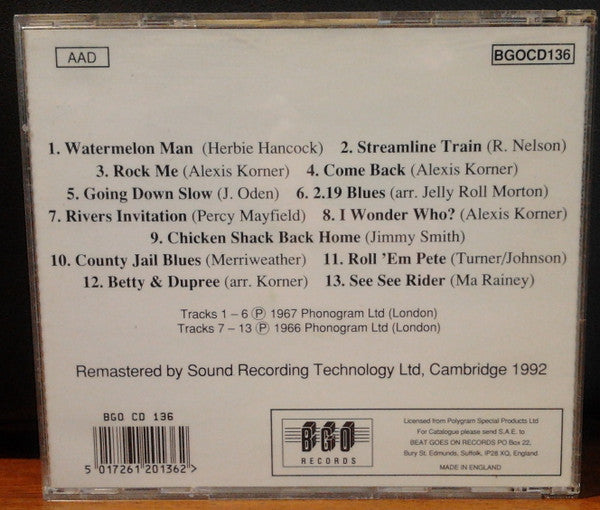 AAD
BGOCD136
1. Watermelon Man (Herbie Hancock) 2. Streamline Train (R. Nelson)
3. Rock Me (Alexis Korner) 4. Come Back (Alexis Korner)
5. Going Down Slow (J. Oden) 6. 2.19 Blues (arr. Jelly Roll Morton)
7. Rivers Invitation (Percy Mayfield) 8. I Wonder Who? (Alexis Korner)
9. Chicken Shack Back Home (Jimmy Smith)
10. County Jail Blues (Merriweather) 11. Roll 'Em Pete (Turner/Johnson)
12. Betty & Dupree (arr. Korner) 13. See See Rider (Ma Rainey)
Tracks 1 – 6 Ⓟ 1967 Phonogram Ltd (London)
Tracks 7 – 13 Ⓟ 1966 Phonogram Ltd (London)
Remastered by Sound Recording Technology Ltd, Cambridge 1992
BGO CD 136
5 017261 201362>
BGO
RECORDS
Licensed from Polygram Special Products Ltd
For Catalogue please send S.A.E. to
BEAT GOES ON RECORDS PO Box 22,
Bury St. Edmunds, Suffolk, IP28 XQ, England
MADE IN ENGLAND